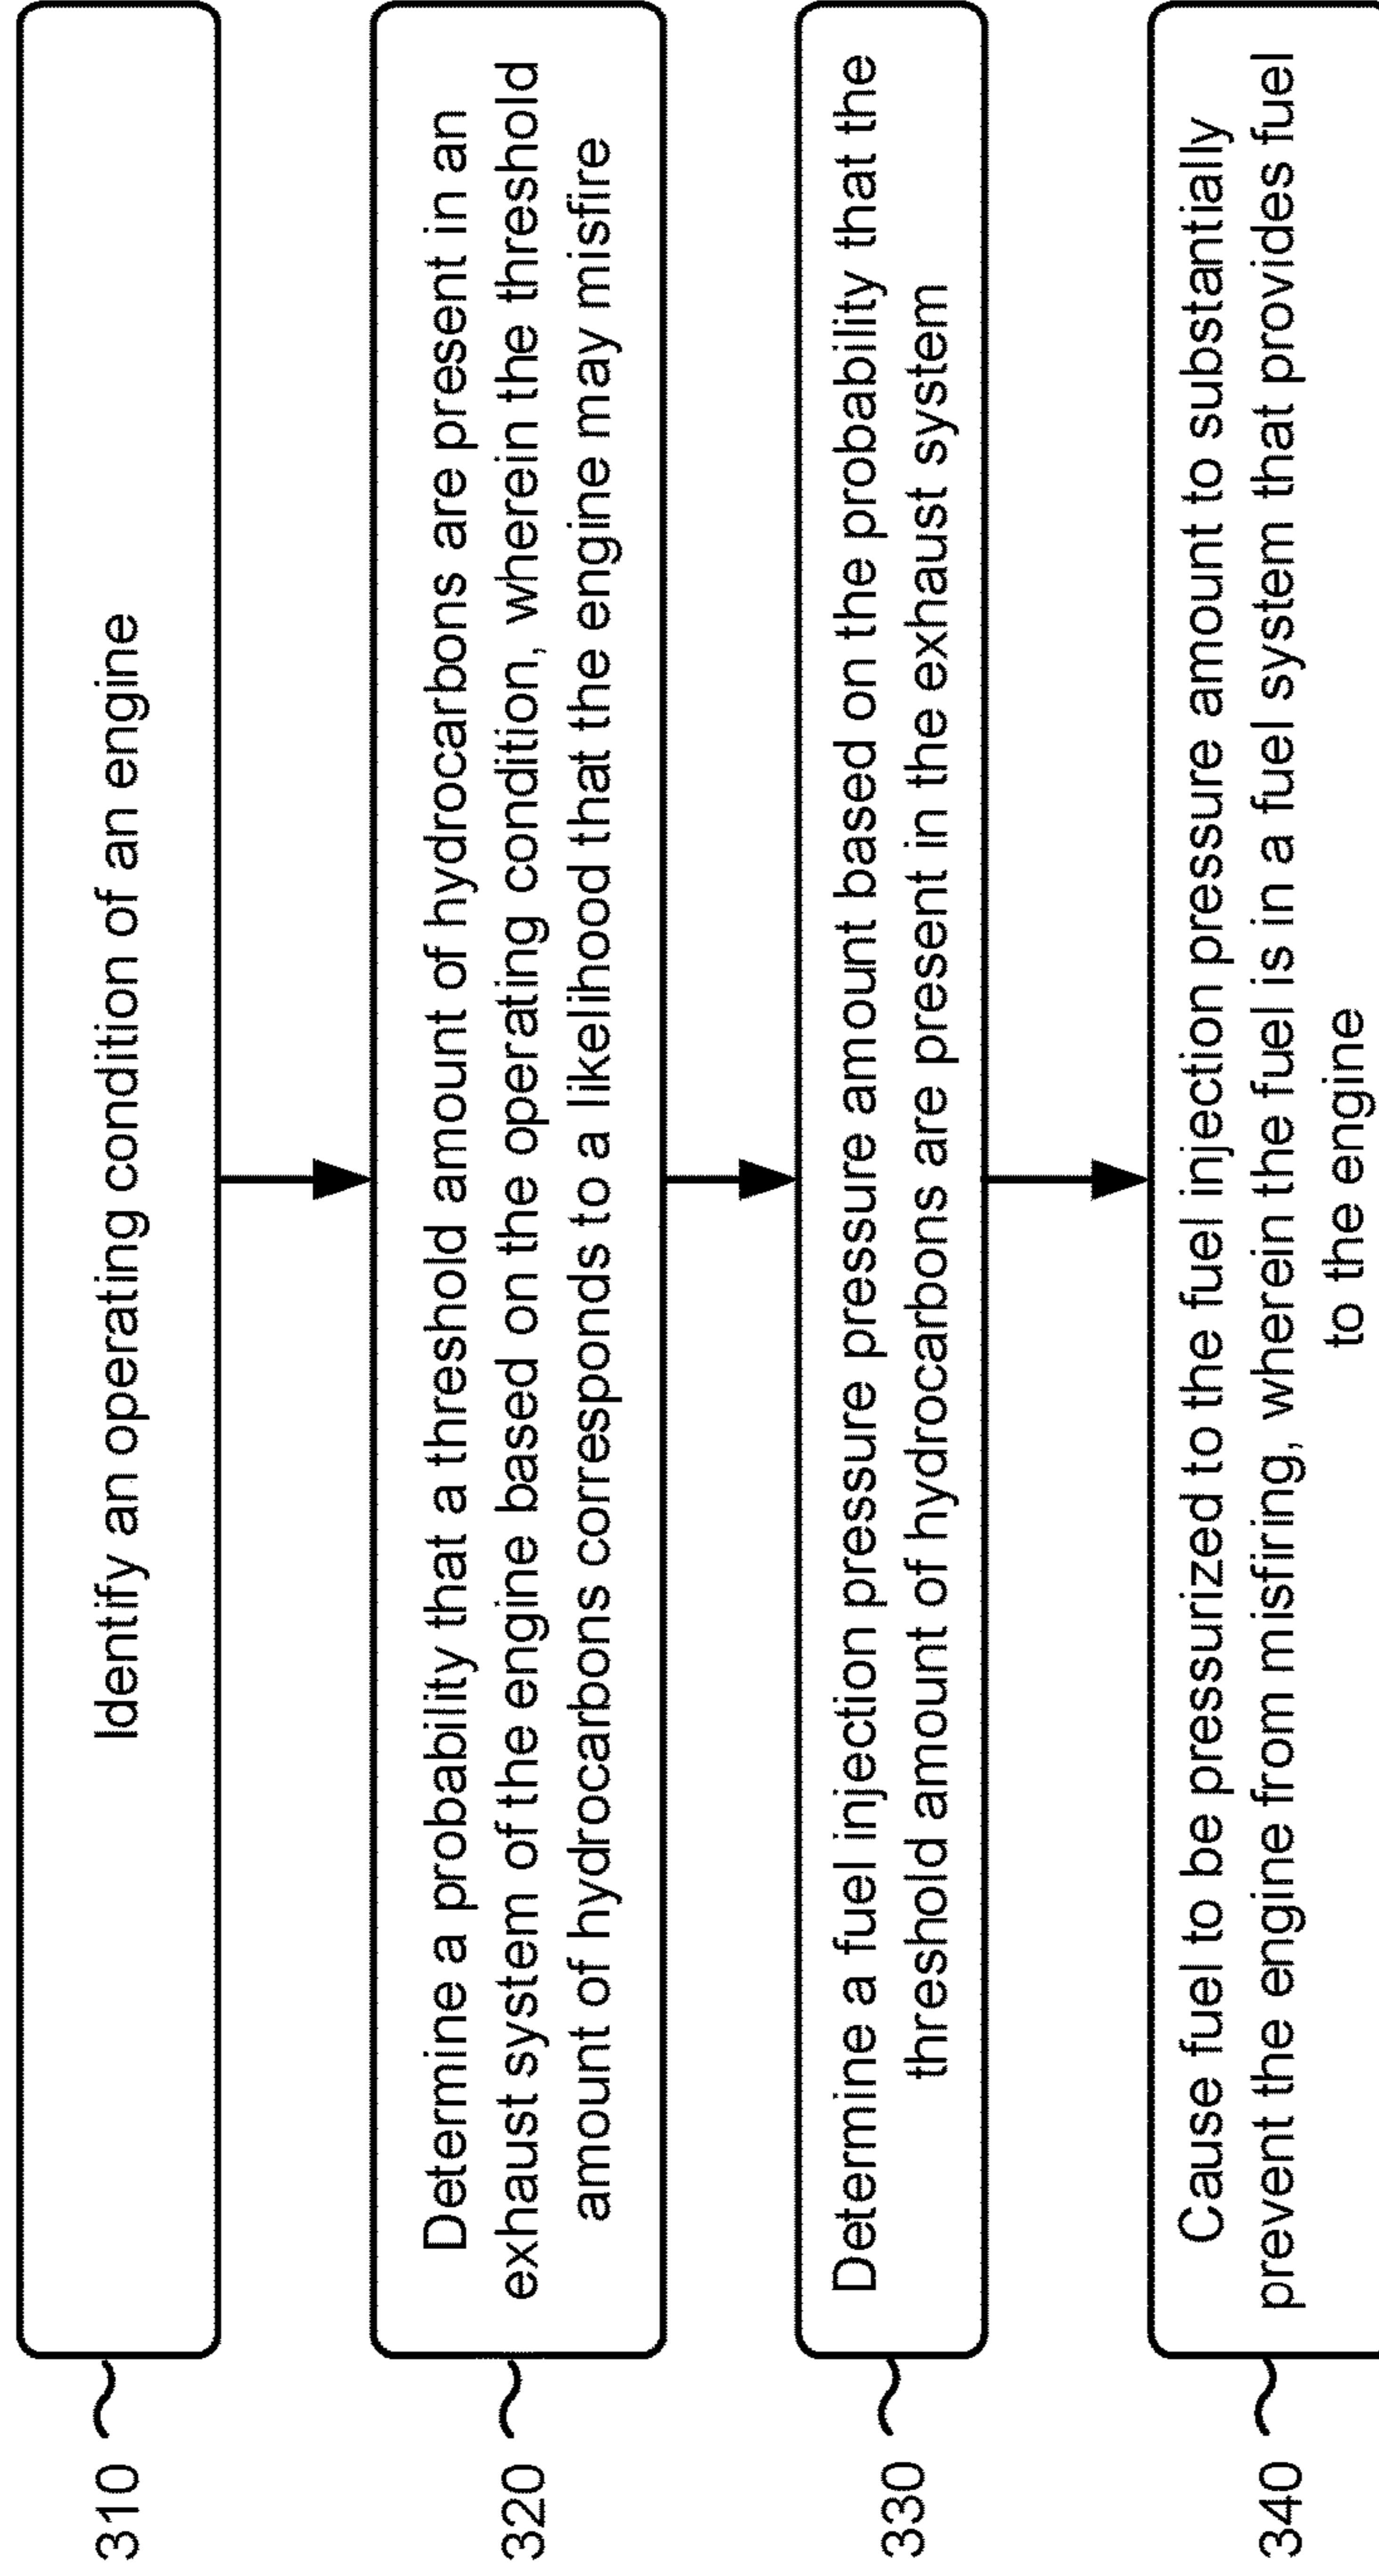 310
Identify an operating condition of an engine
320
Determine a probability that a threshold amount of hydrocarbons are present in an
exhaust system of the engine based on the operating condition, wherein the threshold
amount of hydrocarbons corresponds to a likelihood that the engine may misfire
330
Determine a fuel injection pressure pressure amount based on the probability that the
threshold amount of hydrocarbons are present in the exhaust system
340
Cause fuel to be pressurized to the fuel injection pressure amount to substantially
prevent the engine from misfiring, wherein the fuel is in a fuel system that provides fuel
to the engine